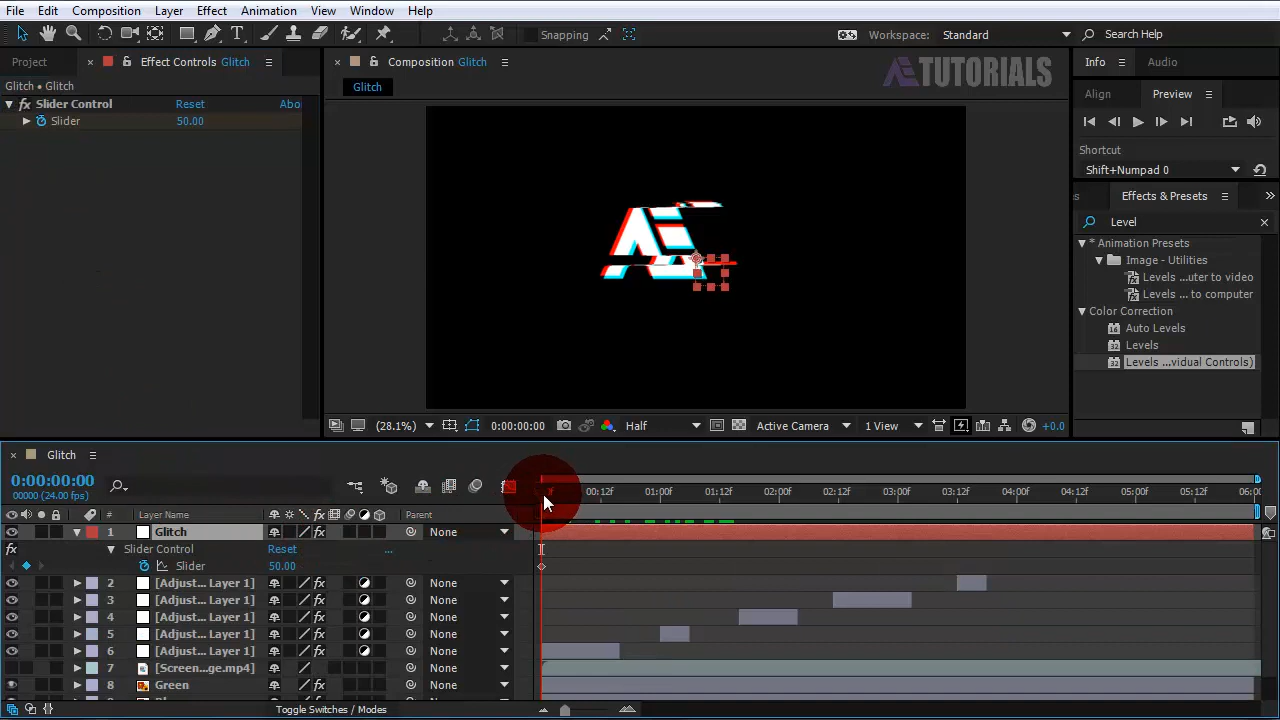 File Edit Composition Layer Effect Animation View Window Help
Snapping Workspace: Standard Search Help
Project Effect Controls Glitch Composition Glitch Info Audio
Glitch • Glitch Glitch ÆTUTORIALS
Slider Control Reset Abo
Slider 50.00
Align Preview
Shortcut
Shift+Numpad 0
s Effects & Presets
Level
* Animation Presets
Image - Utilities
Levels ...uter to video
Levels ... to computer
Color Correction
Auto Levels
Levels
Levels ...vidual Controls)
AE
(28.1%) 0:00:00:00 Half Active Camera 1 View +0.0
Glitch
0:00:00:00
00000 (24.00 fps)
00:12f 01:00f 01:12f 02:00f 02:12f 03:00f 03:12f 04:00f 04:12f 05:00f 05:12f 06:00
# Layer Name Parent
1 Glitch None
Slider Control Reset ...
Slider 50.00
2 [Adjust... Layer 1] None
3 [Adjust... Layer 1] None
4 [Adjust... Layer 1] None
5 [Adjust... Layer 1] None
6 [Adjust... Layer 1] None
7 [Screen...ge.mp4] None
8 Green None
Toggle Switches / Modes